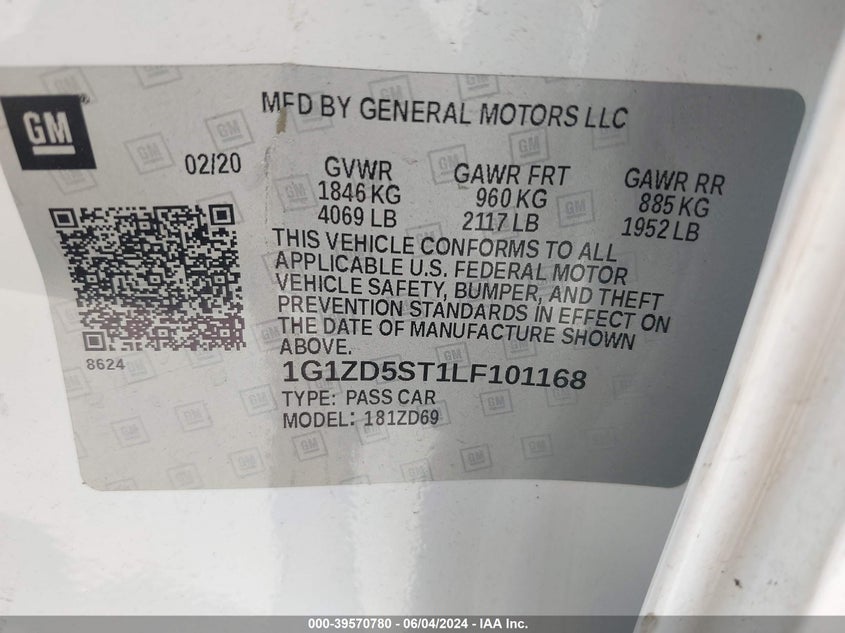 GM
MFD BY GENERAL MOTORS LLC
02/20
GVWR GAWR FRT GAWR RR
1846 KG 960 KG 885 KG
4069 LB 2117 LB 1952 LB
THIS VEHICLE CONFORMS TO ALL
APPLICABLE U.S. FEDERAL MOTOR
VEHICLE SAFETY, BUMPER, AND THEFT
PREVENTION STANDARDS IN EFFECT ON
THE DATE OF MANUFACTURE SHOWN
ABOVE.
8624
1G1ZD5ST1LF101168
TYPE: PASS CAR
MODEL: 181ZD69
000-39570780 - 06/04/2024 - IAA Inc.